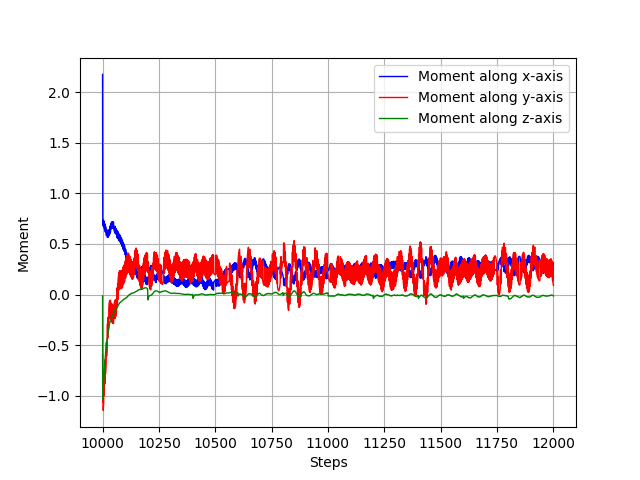 Moment along x-axis
Moment along y-axis
Moment along z-axis
2.0
1.5
1.0
0.5
0.0
−0.5
−1.0
Moment
10000 10250 10500 10750 11000 11250 11500 11750 12000
Steps